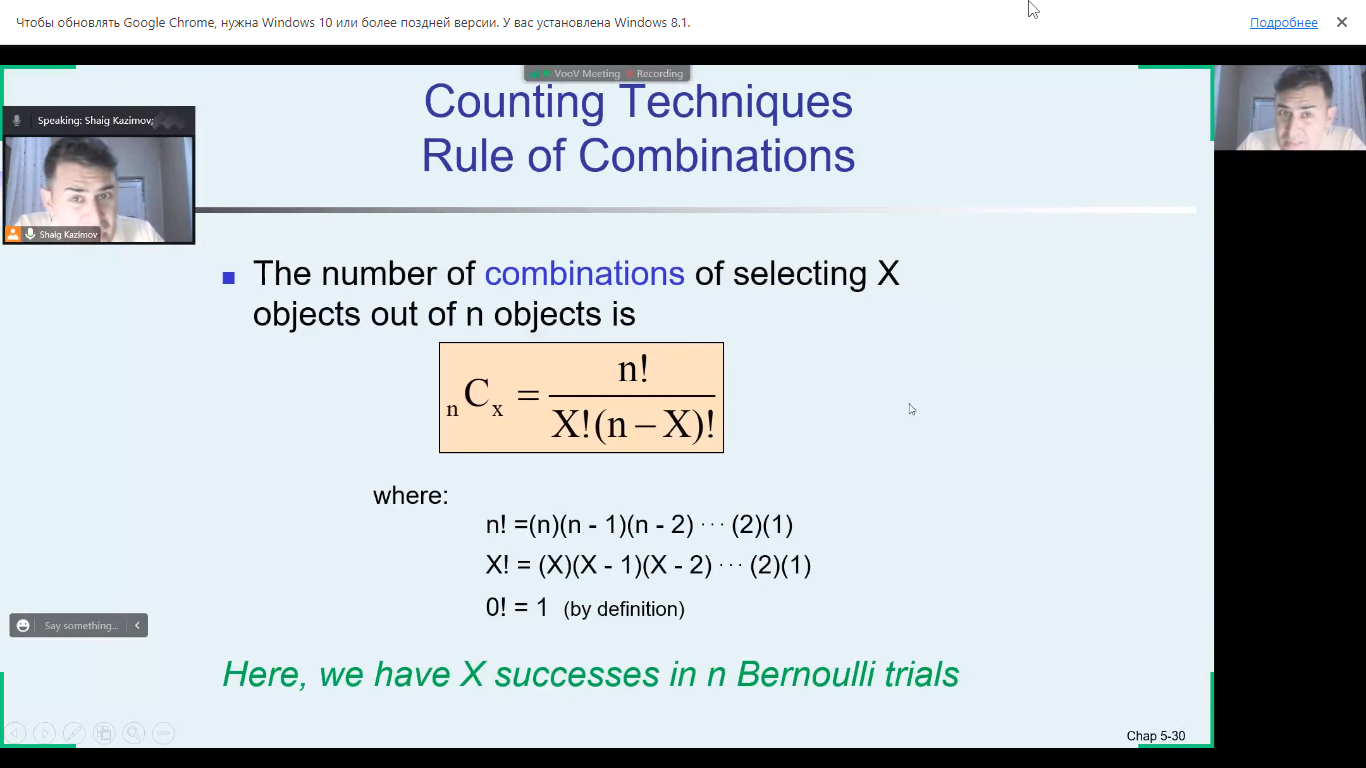 Чтобы обновлять Google Chrome, нужна Windows 10 или более поздней версии. У вас установлена Windows 8.1.
Подробнее
VooV Meeting
Recording
Speaking: Shaig Kazimov;
Shaig Kazimov
Counting Techniques
Rule of Combinations
The number of combinations of selecting X
objects out of n objects is
nCx = n! / X!(n − X)!
where:
n! =(n)(n - 1)(n - 2) ··· (2)(1)
X! = (X)(X - 1)(X - 2) ··· (2)(1)
0! = 1 (by definition)
Say something...
Here, we have X successes in n Bernoulli trials
Chap 5-30